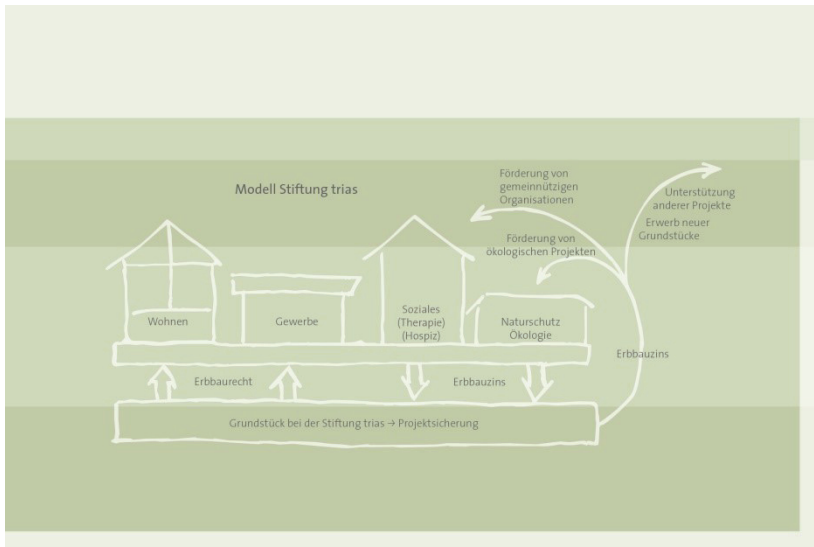 Modell Stiftung trias
Förderung von
gemeinnützigen
Organisationen
Unterstützung
anderer Projekte
Erwerb neuer
Grundstücke
Förderung von
ökologischen Projekten
Wohnen
Gewerbe
Soziales
(Therapie)
(Hospiz)
Naturschutz
Ökologie
Erbbauzins
Erbbaurecht
Erbbauzins
Grundstück bei der Stiftung trias → Projektsicherung